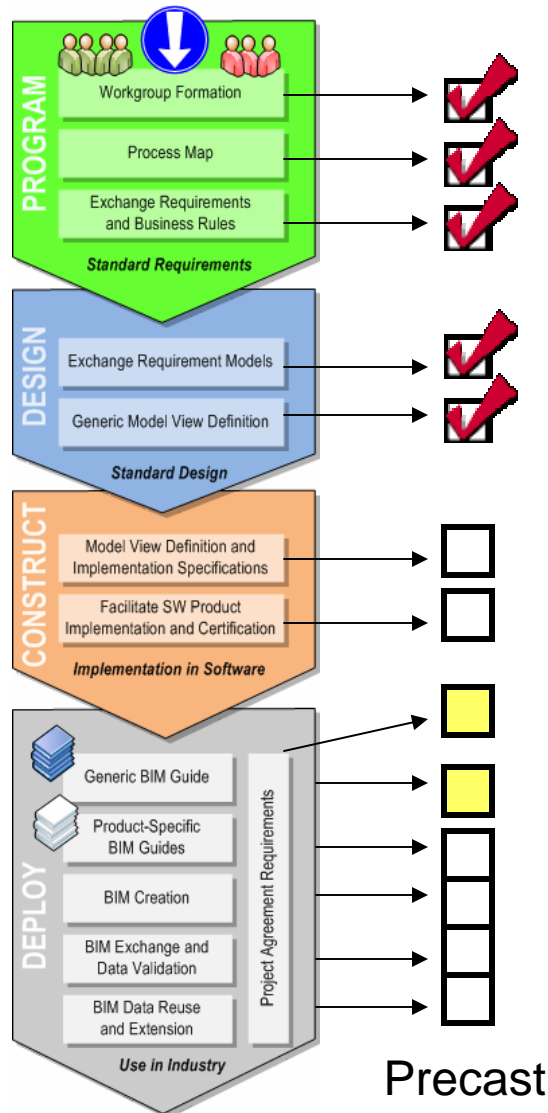 PROGRAM
Workgroup Formation
Process Map
Exchange Requirements
and Business Rules
Standard Requirements
DESIGN
Exchange Requirement Models
Generic Model View Definition
Standard Design
CONSTRUCT
Model View Definition and
Implementation Specifications
Facilitate SW Product
Implementation and Certification
Implementation in Software
DEPLOY
Generic BIM Guide
Product-Specific
BIM Guides
BIM Creation
BIM Exchange and
Data Validation
BIM Data Reuse
and Extension
Project Agreement Requirements
Use in Industry
Precast